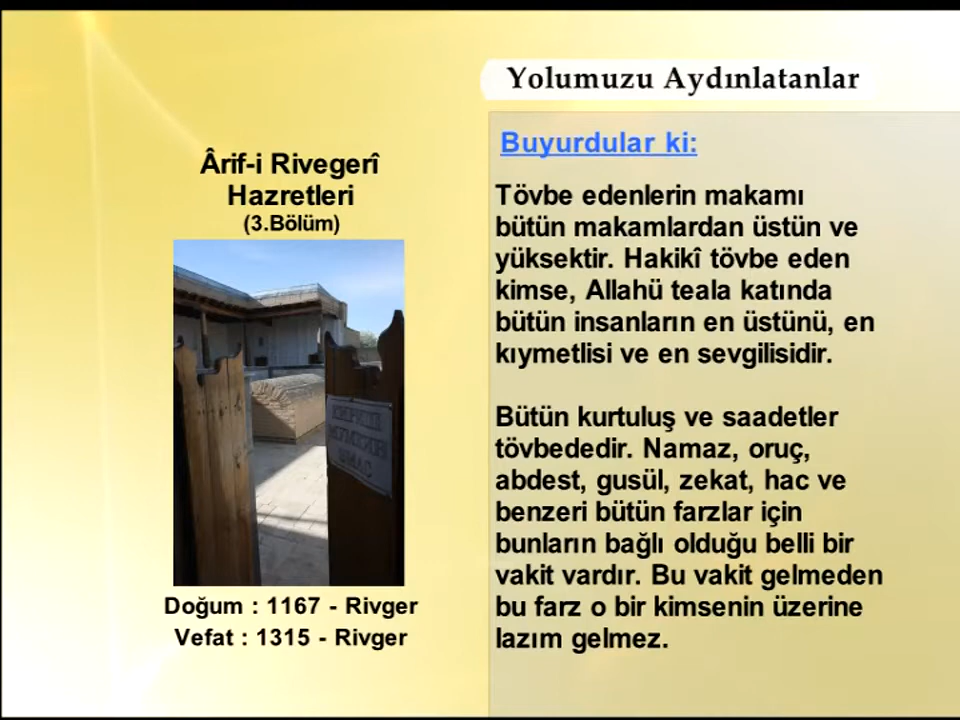 Yolumuzu Aydınlatanlar
Ârif-i Rivegerî
Hazretleri
(3.Bölüm)
Doğum : 1167 - Rivger
Vefat : 1315 - Rivger
Buyurdular ki:
Tövbe edenlerin makamı
bütün makamlardan üstün ve
yüksektir. Hakikî tövbe eden
kimse, Allahü teala katında
bütün insanların en üstünü, en
kıymetlisi ve en sevgilisidir.
Bütün kurtuluş ve saadetler
tövbededir. Namaz, oruç,
abdest, gusül, zekat, hac ve
benzeri bütün farzlar için
bunların bağlı olduğu belli bir
vakit vardır. Bu vakit gelmeden
bu farz o bir kimsenin üzerine
lazım gelmez.